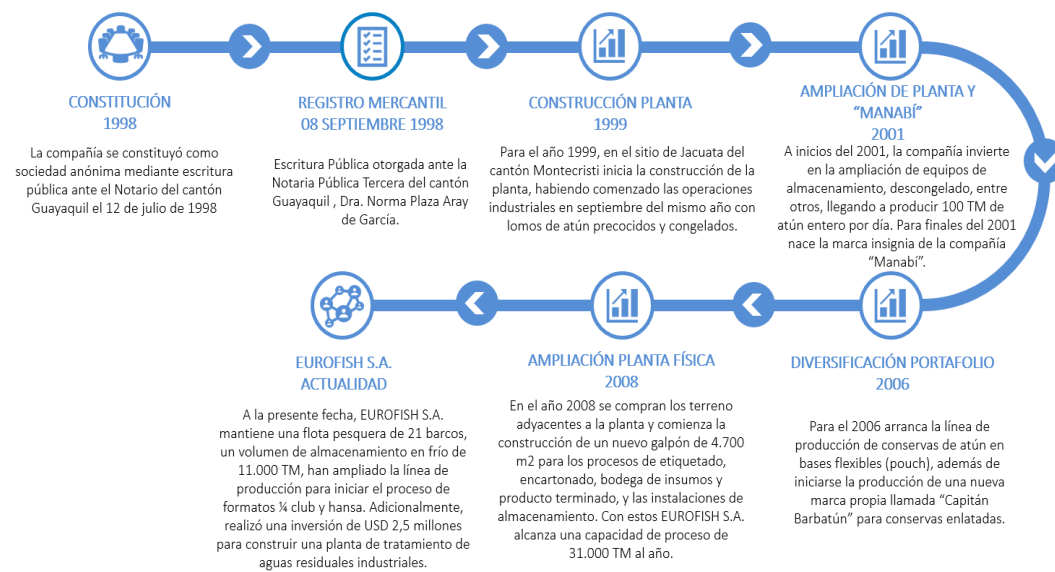 CONSTITUCIÓN
1998
La compañía se constituyó como
sociedad anónima mediante escritura
pública ante el Notario del cantón
Guayaquil el 12 de julio de 1998
REGISTRO MERCANTIL
08 SEPTIEMBRE 1998
Escritura Pública otorgada ante la
Notaria Pública Tercera del cantón
Guayaquil , Dra. Norma Plaza Aray
de García.
CONSTRUCCIÓN PLANTA
1999
Para el año 1999, en el sitio de Jacuata del
cantón Montecristi inicia la construcción de la
planta, habiendo comenzado las operaciones
industriales en septiembre del mismo año con
lomos de atún precocidos y congelados.
AMPLIACIÓN DE PLANTA Y
“MANABÍ”
2001
A inicios del 2001, la compañía invierte
en la ampliación de equipos de
almacenamiento, descongelado, entre
otros, llegando a producir 100 TM de
atún entero por día. Para finales del 2001
nace la marca insignia de la compañía
“Manabí”.
DIVERSIFICACIÓN PORTAFOLIO
2006
Para el 2006 arranca la línea de
producción de conservas de atún en
bases flexibles (pouch), además de
iniciarse la producción de una nueva
marca propia llamada “Capitán
Barbatún” para conservas enlatadas.
AMPLIACIÓN PLANTA FÍSICA
2008
En el año 2008 se compran los terreno
adyacentes a la planta y comienza la
construcción de un nuevo galpón de 4.700
m2 para los procesos de etiquetado,
encartonado, bodega de insumos y
producto terminado, y las instalaciones de
almacenamiento. Con estos EUROFISH S.A.
alcanza una capacidad de proceso de
31.000 TM al año.
EUROFISH S.A.
ACTUALIDAD
A la presente fecha, EUROFISH S.A.
mantiene una flota pesquera de 21 barcos,
un volumen de almacenamiento en frío de
11.000 TM, han ampliado la línea de
producción para iniciar el proceso de
formatos ¼ club y hansa. Adicionalmente,
realizó una inversión de USD 2,5 millones
para construir una planta de tratamiento de
aguas residuales industriales.